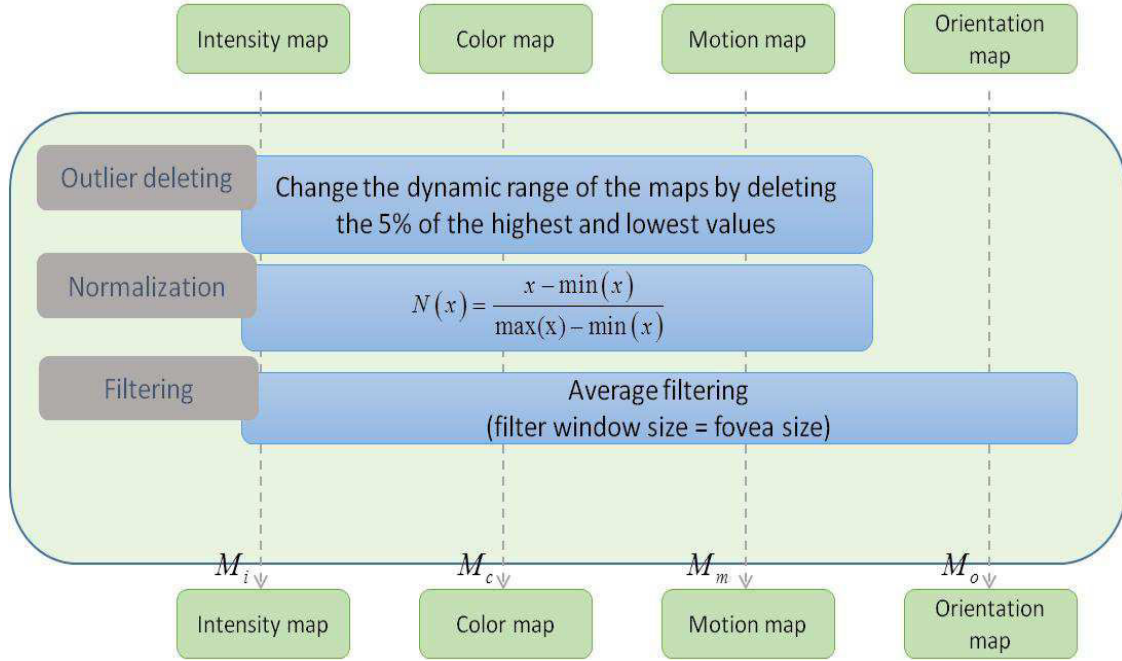 Intensity map
Color map
Motion map
Orientation
map
Outlier deleting
Change the dynamic range of the maps by deleting
the 5% of the highest and lowest values
Normalization
N(x) = (x − min(x)) / (max(x) − min(x))
Filtering
Average filtering
(filter window size = fovea size)
M_i
M_c
M_m
M_o
Intensity map
Color map
Motion map
Orientation
map